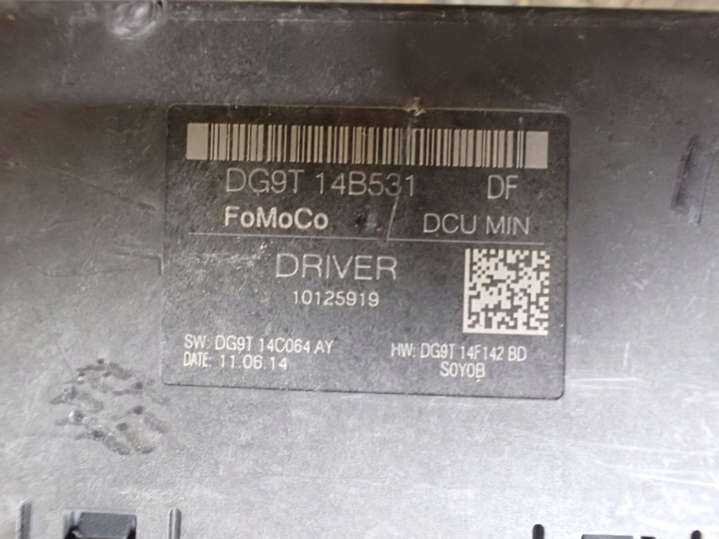 DG9T 14B531 DF
FoMoCo DCU MIN
DRIVER
10125919
SW: DG9T 14C064 AY HW: DG9T 14F142 BD
DATE: 11.06.14 S0Y0B